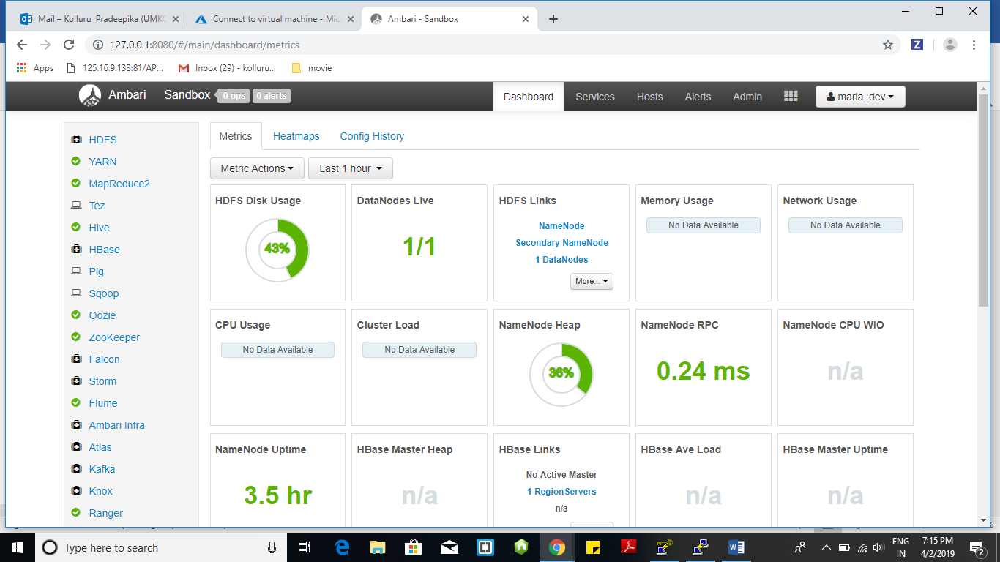 Mail – Kolluru, Pradeepika (UMKC
Connect to virtual machine - Mic
Ambari - Sandbox
127.0.0.1:8080/#/main/dashboard/metrics
Apps
125.16.9.133:81/AP...
Inbox (29) - kolluru...
movie
Ambari
Sandbox
0 ops
0 alerts
Dashboard
Services
Hosts
Alerts
Admin
maria_dev
HDFS
YARN
MapReduce2
Tez
Hive
HBase
Pig
Sqoop
Oozie
ZooKeeper
Falcon
Storm
Flume
Ambari Infra
Atlas
Kafka
Knox
Ranger
Metrics
Heatmaps
Config History
Metric Actions
Last 1 hour
HDFS Disk Usage
43%
DataNodes Live
1/1
HDFS Links
NameNode
Secondary NameNode
1 DataNodes
More...
Memory Usage
No Data Available
Network Usage
No Data Available
CPU Usage
No Data Available
Cluster Load
No Data Available
NameNode Heap
36%
NameNode RPC
0.24 ms
NameNode CPU WIO
n/a
NameNode Uptime
3.5 hr
HBase Master Heap
n/a
HBase Links
No Active Master
1 RegionServers
n/a
HBase Ave Load
n/a
HBase Master Uptime
n/a
Type here to search
ENG
IN
7:15 PM
4/2/2019
2